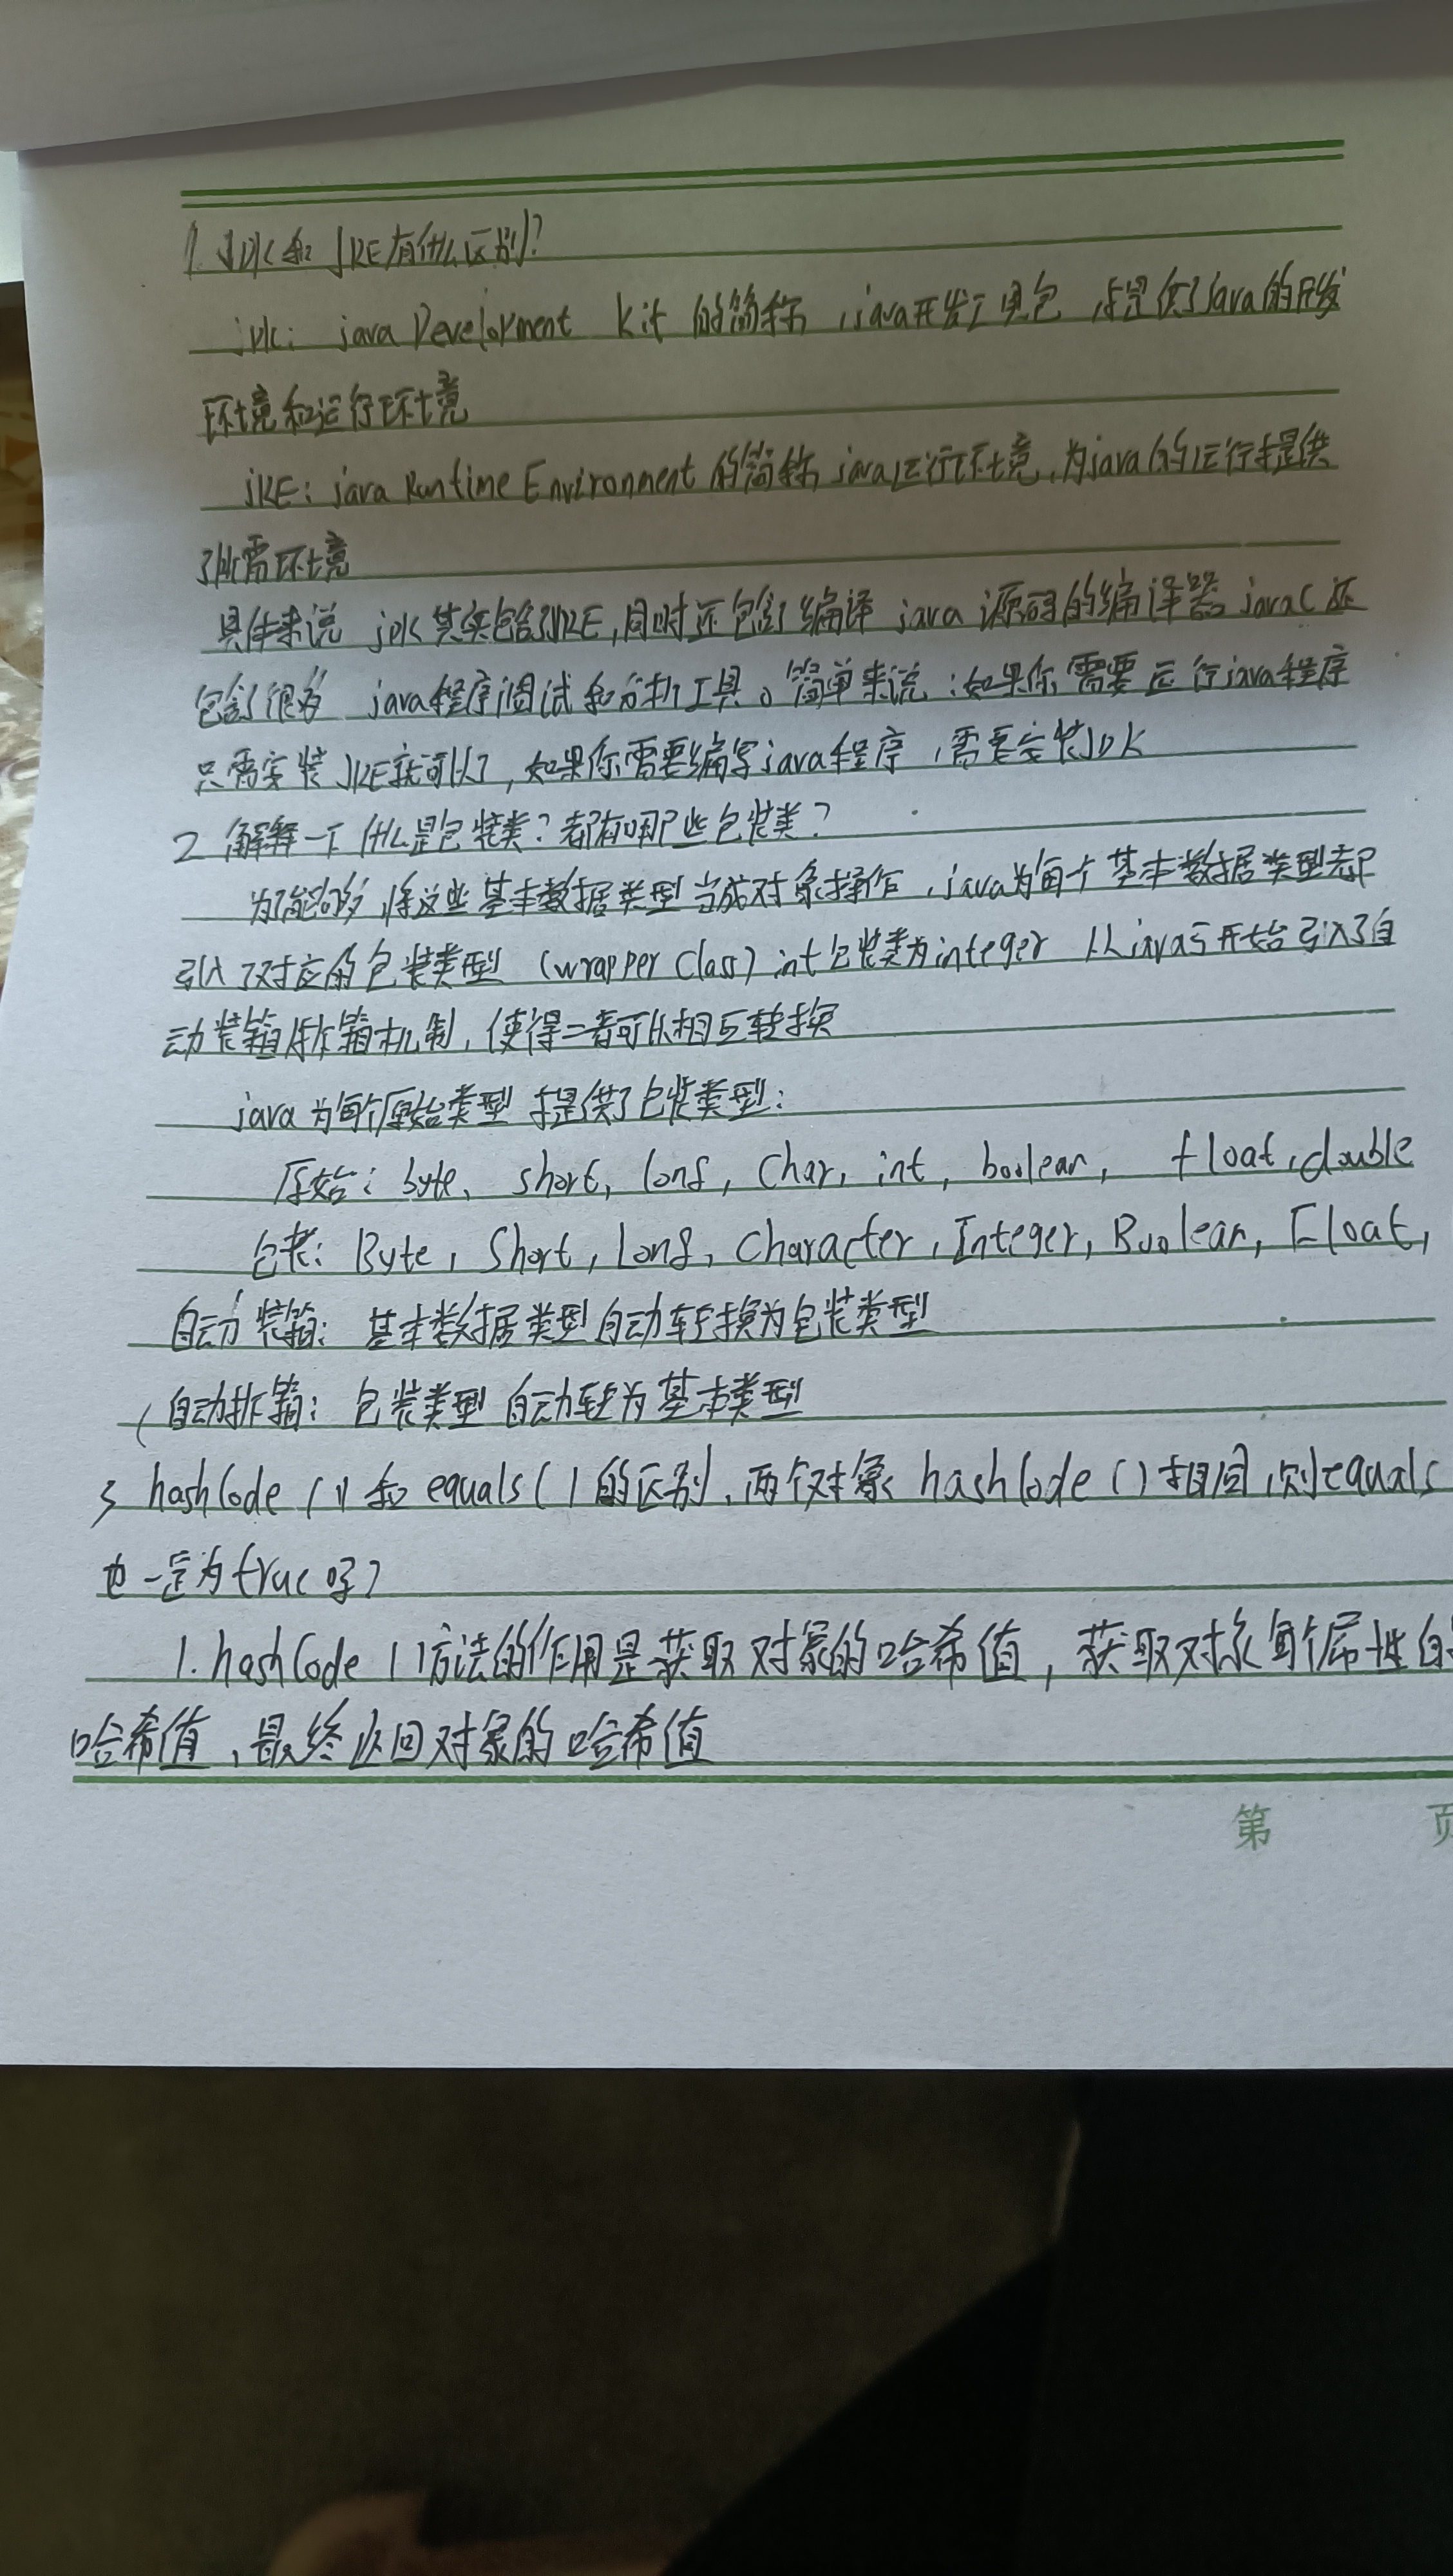 1. JDK和JRE有什么区别?
jDK: java Development Kit 的简称,java开发工具包,提供了java的开发
环境和运行环境
jRE: java Runtime Environment 的简称 java运行环境,为java的运行提供
了所需环境
具体来说 jDK其实包含了JRE,同时还包含了编译 java 源码的编译器 javac 还
包含了很多 java程序调试和分析工具。简单来说:如果你需要运行java程序
只需安装 JRE就可以了,如果你需要编写java程序,需要安装JDK
2 解释一下什么是包装类?都有哪些包装类?
为了能够将这些基本数据类型当成对象操作,java为每个基本数据类型都
引入了对应的包装类型 (wrapper Class) int包装类为integer 从java5开始引入了自
动装箱/拆箱机制,使得二者可以相互转换
java为每个原始类型提供了包装类型:
原始: byte, short, long, Char, int, boolean, float, double
包装: Byte, Short, Long, Character, Integer, Boolean, Float,
自动装箱: 基本数据类型自动转换为包装类型
自动拆箱: 包装类型自动转为基本类型
3 hashCode()和equals()的区别,两个对象hashCode()相同,则equals
也一定为true吗?
1. hashCode()方法的作用是获取对象的哈希值,获取对象每个属性的
哈希值,最终返回对象的哈希值
第 页